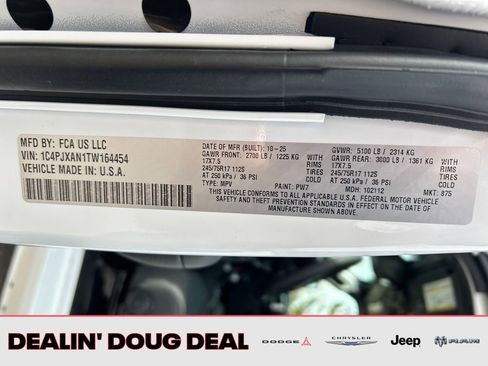 MFD BY: FCA US LLC
VIN: 1C4PJXAN1TW164454
VEHICLE MADE IN: U.S.A.
DATE OF MFR (BUILT): 10-25
GAWR FRONT: 2700 LB / 1225 KG
17X7.5
245/75R17 112S
AT 250 kPa / 36 PSI
TYPE: MPV
WITH
RIMS
TIRES
COLD
PAINT: PW7
GVWR: 5100 LB / 2314 KG
GAWR REAR: 3000 LB / 1361 KG
17X7.5
245/75R17 112S
AT 250 kPa / 36 PSI
MDH: 102112
WITH
RIMS
TIRES
COLD
MKT: 875
THIS VEHICLE CONFORMS TO ALL APPLICABLE U.S.A. FEDERAL MOTOR VEHICLE
SAFETY AND THEFT PREVENTION STANDARDS IN EFFECT ON THE DATE OF
MANUFACTURE SHOWN ABOVE.
DEALIN' DOUG DEAL
DODGE
CHRYSLER
Jeep
RAM